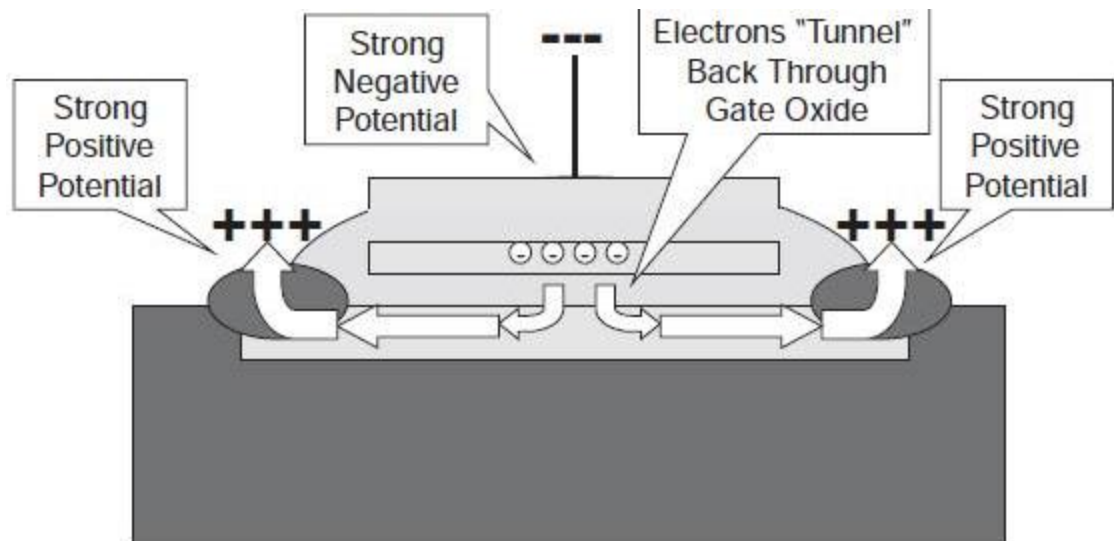 Strong
Positive
Potential
Strong
Negative
Potential
---
Electrons "Tunnel"
Back Through
Gate Oxide
Strong
Positive
Potential
+++
+++
- - - -